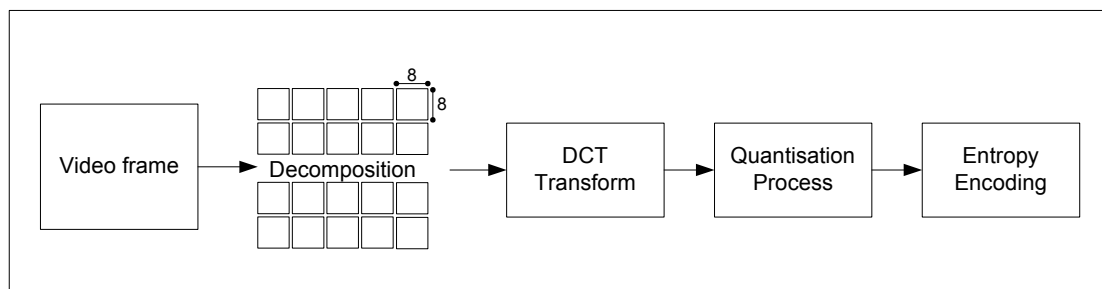 Video frame
8
8
Decomposition
DCT
Transform
Quantisation
Process
Entropy
Encoding